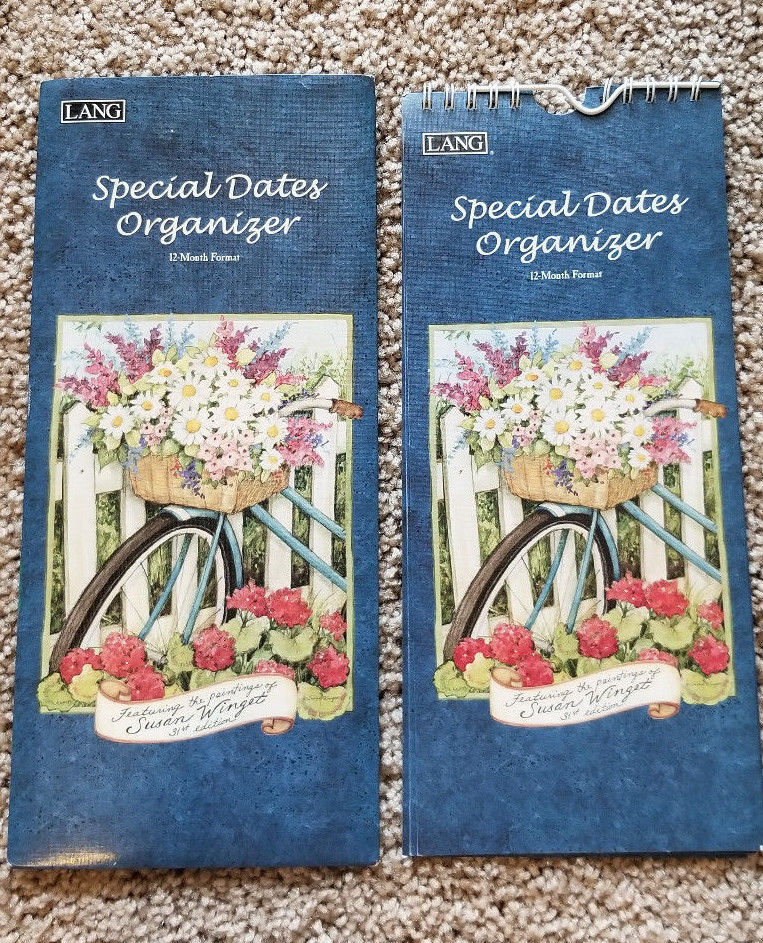 LANG
Special Dates
Organizer
12-Month Format
Featuring the paintings of
Susan Winget
31st edition
LANG®
Special Dates
Organizer
12-Month Format
Featuring the paintings of
Susan Winget
31st edition